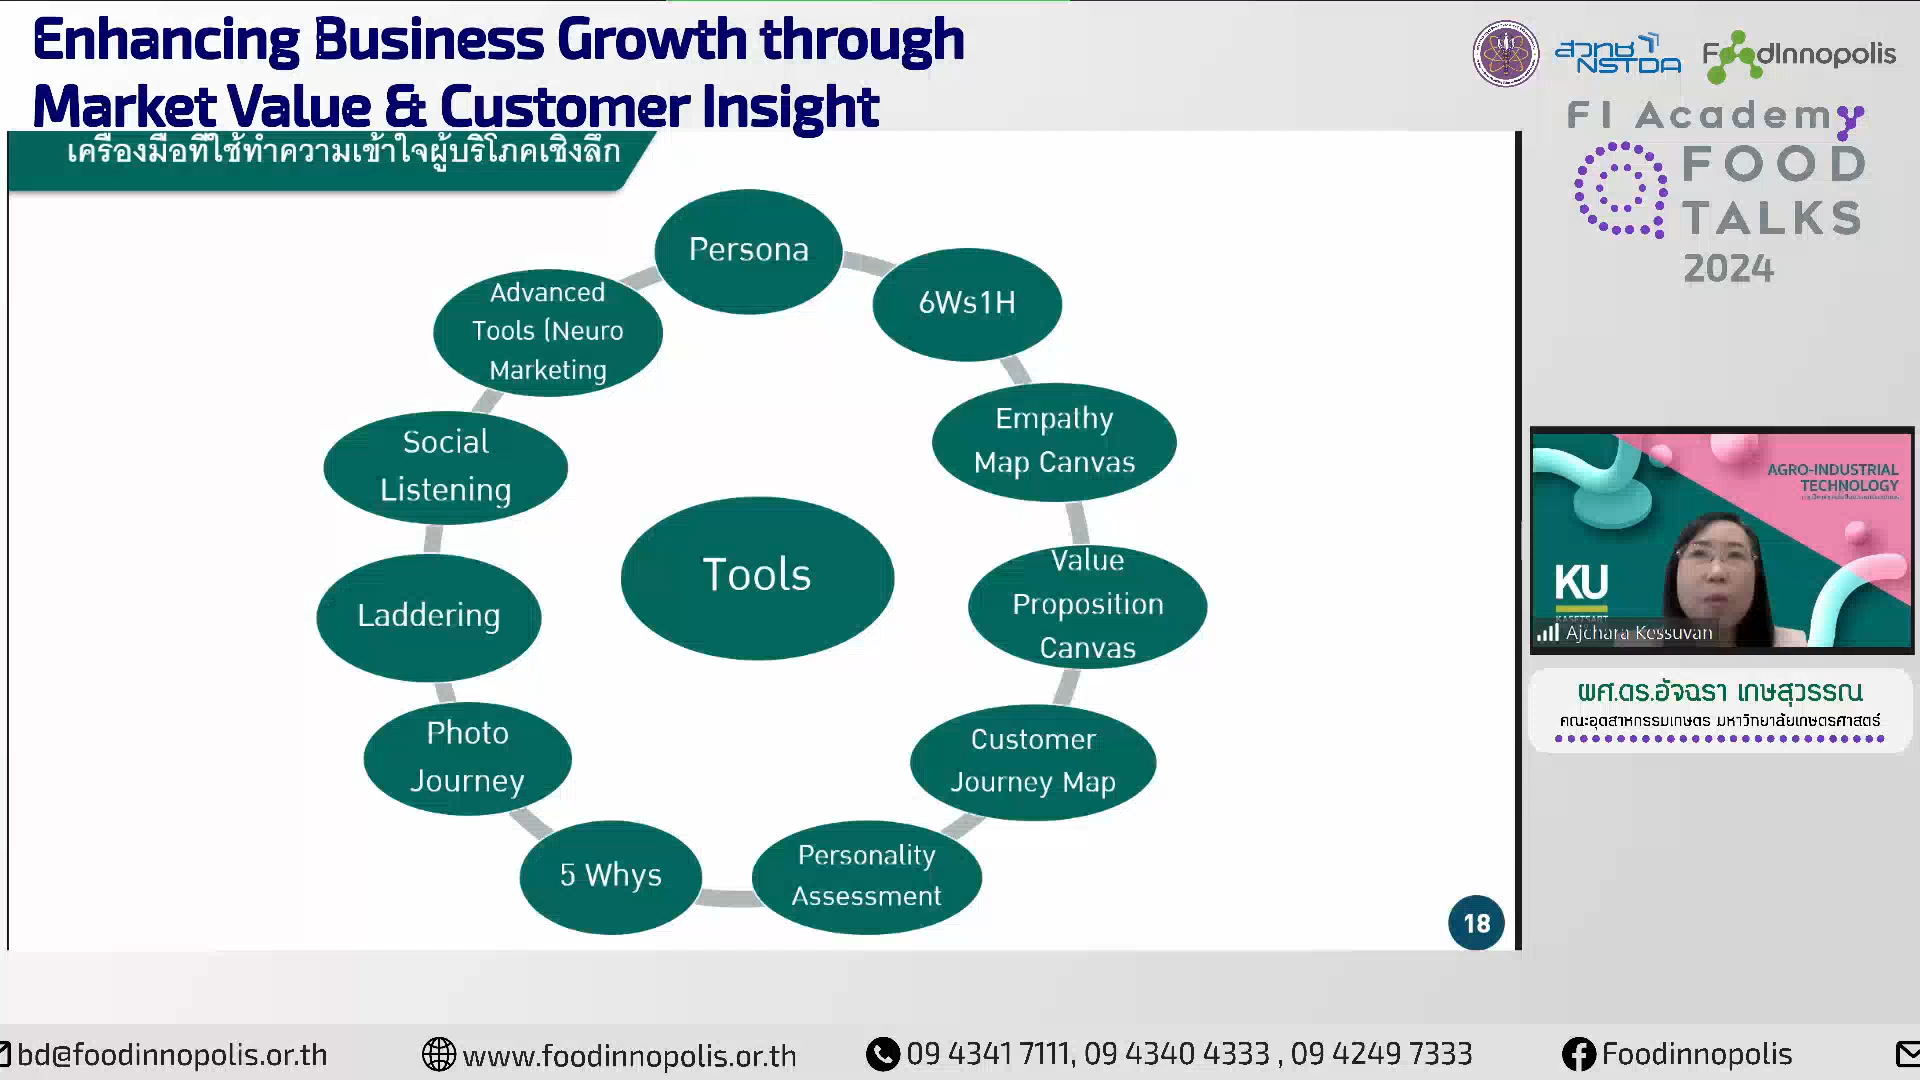 Enhancing Business Growth through
Market Value & Customer Insight
เครื่องมือที่ใช้ทำความเข้าใจผู้บริโภคเชิงลึก
Persona
6Ws1H
Empathy
Map Canvas
Value
Proposition
Canvas
Customer
Journey Map
Personality
Assessment
5 Whys
Photo
Journey
Laddering
Social
Listening
Advanced
Tools (Neuro
Marketing
Tools
18
สวทช
NSTDA
FoodInnopolis
FI Academy
FOOD
TALKS
2024
AGRO-INDUSTRIAL
TECHNOLOGY
KU
KASETSART
Ajchara Kessuvan
ผศ.ดร.อัจฉรา เกษสุวรรณ
คณะอุตสาหกรรมเกษตร มหาวิทยาลัยเกษตรศาสตร์
bd@foodinnopolis.or.th
www.foodinnopolis.or.th
09 4341 7111, 09 4340 4333 , 09 4249 7333
Foodinnopolis